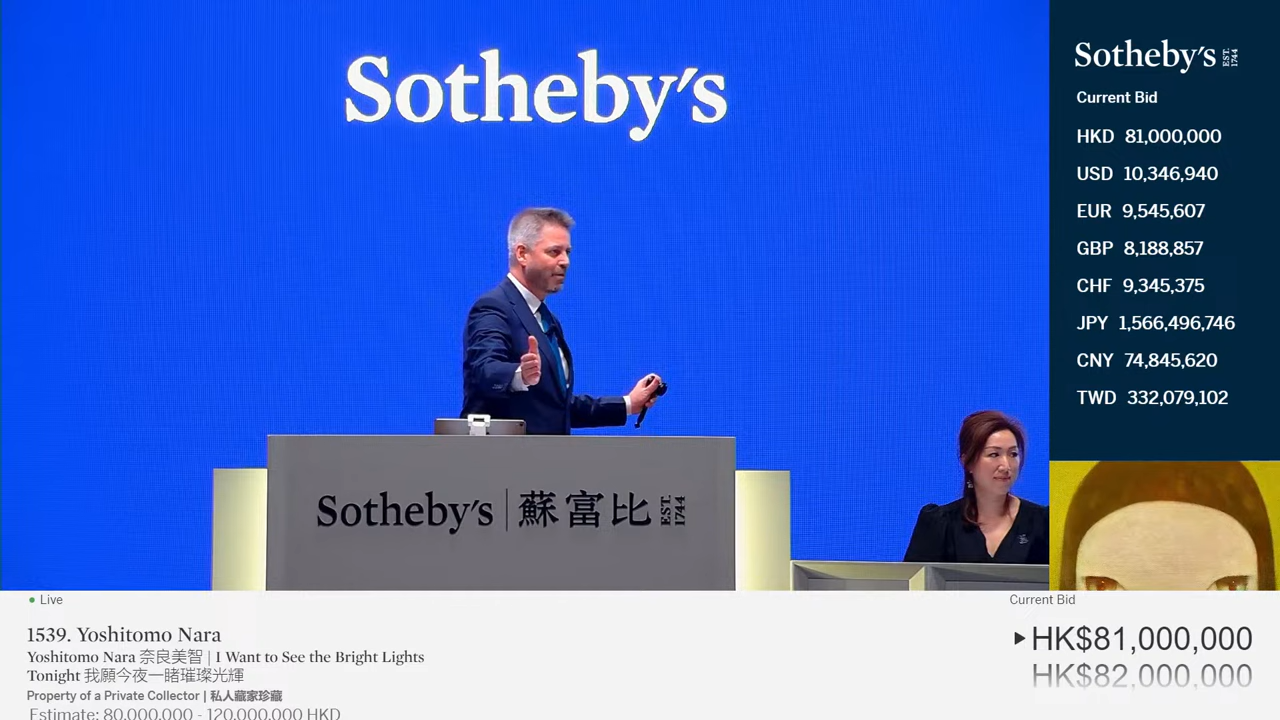 Sotheby's
Sotheby's EST. 1744
Current Bid
HKD 81,000,000
USD 10,346,940
EUR 9,545,607
GBP 8,188,857
CHF 9,345,375
JPY 1,566,496,746
CNY 74,845,620
TWD 332,079,102
Sotheby's | 蘇富比 EST. 1744
Live
Current Bid
1539. Yoshitomo Nara
Yoshitomo Nara 奈良美智 | I Want to See the Bright Lights
Tonight 我願今夜一睹璀璨光輝
Property of a Private Collector | 私人藏家珍藏
Estimate: 80,000,000 - 120,000,000 HKD
HK$81,000,000
HK$82,000,000